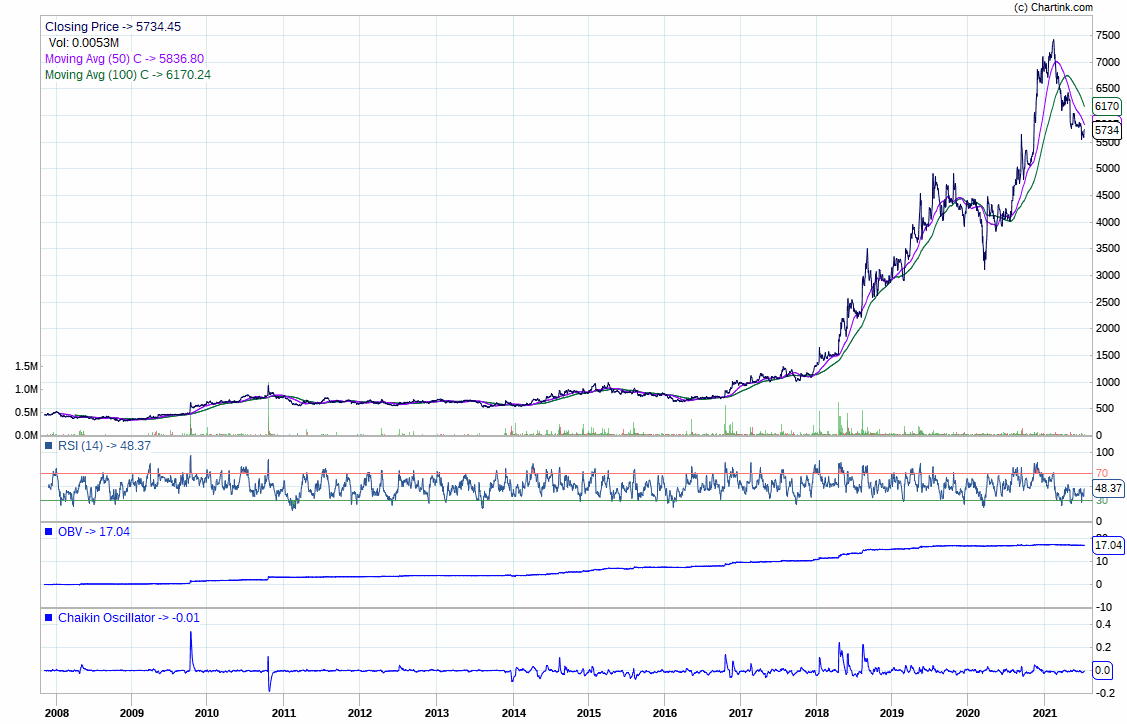 (c) Chartink.com
Closing Price -> 5734.45
Vol: 0.0053M
Moving Avg (50) C -> 5836.80
Moving Avg (100) C -> 6170.24
7500
7000
6500
6170
5734
5500
5000
4500
4000
3500
3000
2500
2000
1500
1000
500
0
1.5M
1.0M
0.5M
0.0M
RSI (14) -> 48.37
100
70
48.37
30
0
OBV -> 17.04
17.04
10
0
-10
Chaikin Oscillator -> -0.01
0.4
0.2
0.0
-0.2
2008 2009 2010 2011 2012 2013 2014 2015 2016 2017 2018 2019 2020 2021